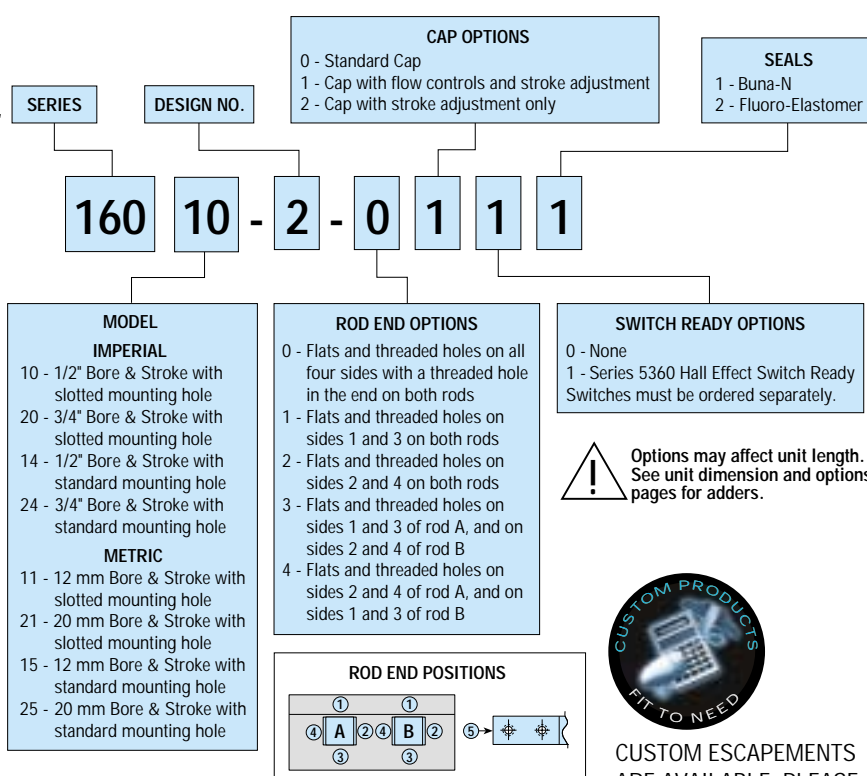 CAP OPTIONS
0 - Standard Cap
1 - Cap with flow controls and stroke adjustment
2 - Cap with stroke adjustment only
SEALS
1 - Buna-N
2 - Fluoro-Elastomer
SERIES
DESIGN NO.
160 10 - 2 - 0 1 1 1
MODEL
IMPERIAL
10 - 1/2" Bore & Stroke with
slotted mounting hole
20 - 3/4" Bore & Stroke with
slotted mounting hole
14 - 1/2" Bore & Stroke with
standard mounting hole
24 - 3/4" Bore & Stroke with
standard mounting hole
METRIC
11 - 12 mm Bore & Stroke with
slotted mounting hole
21 - 20 mm Bore & Stroke with
slotted mounting hole
15 - 12 mm Bore & Stroke with
standard mounting hole
25 - 20 mm Bore & Stroke with
standard mounting hole
ROD END OPTIONS
0 - Flats and threaded holes on all
four sides with a threaded hole
in the end on both rods
1 - Flats and threaded holes on
sides 1 and 3 on both rods
2 - Flats and threaded holes on
sides 2 and 4 on both rods
3 - Flats and threaded holes on
sides 1 and 3 of rod A, and on
sides 2 and 4 of rod B
4 - Flats and threaded holes on
sides 2 and 4 of rod A, and on
sides 1 and 3 of rod B
SWITCH READY OPTIONS
0 - None
1 - Series 5360 Hall Effect Switch Ready
Switches must be ordered separately.
! Options may affect unit length.
See unit dimension and options
pages for adders.
ROD END POSITIONS
1 1
4 A 2 4 B 2 5
3 3
CUSTOM PRODUCTS
FIT TO NEED
CUSTOM ESCAPEMENTS
ARE AVAILABLE. PLEASE